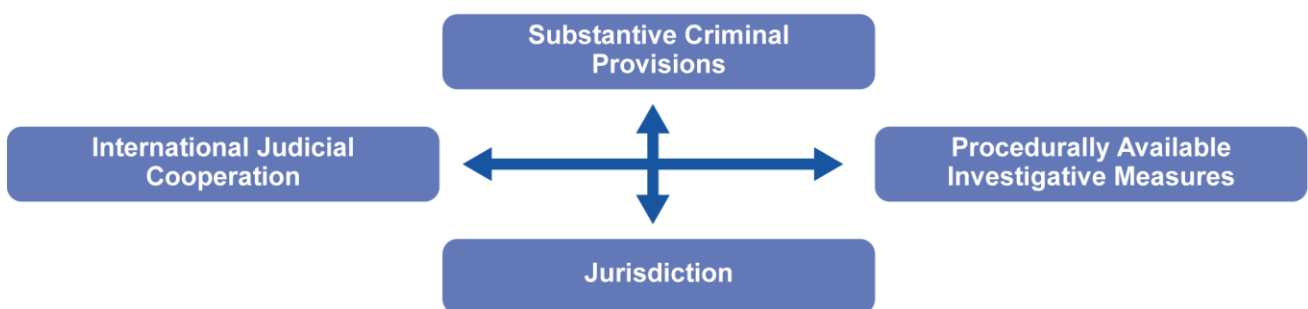 Substantive Criminal
Provisions
International Judicial
Cooperation
Procedurally Available
Investigative Measures
Jurisdiction